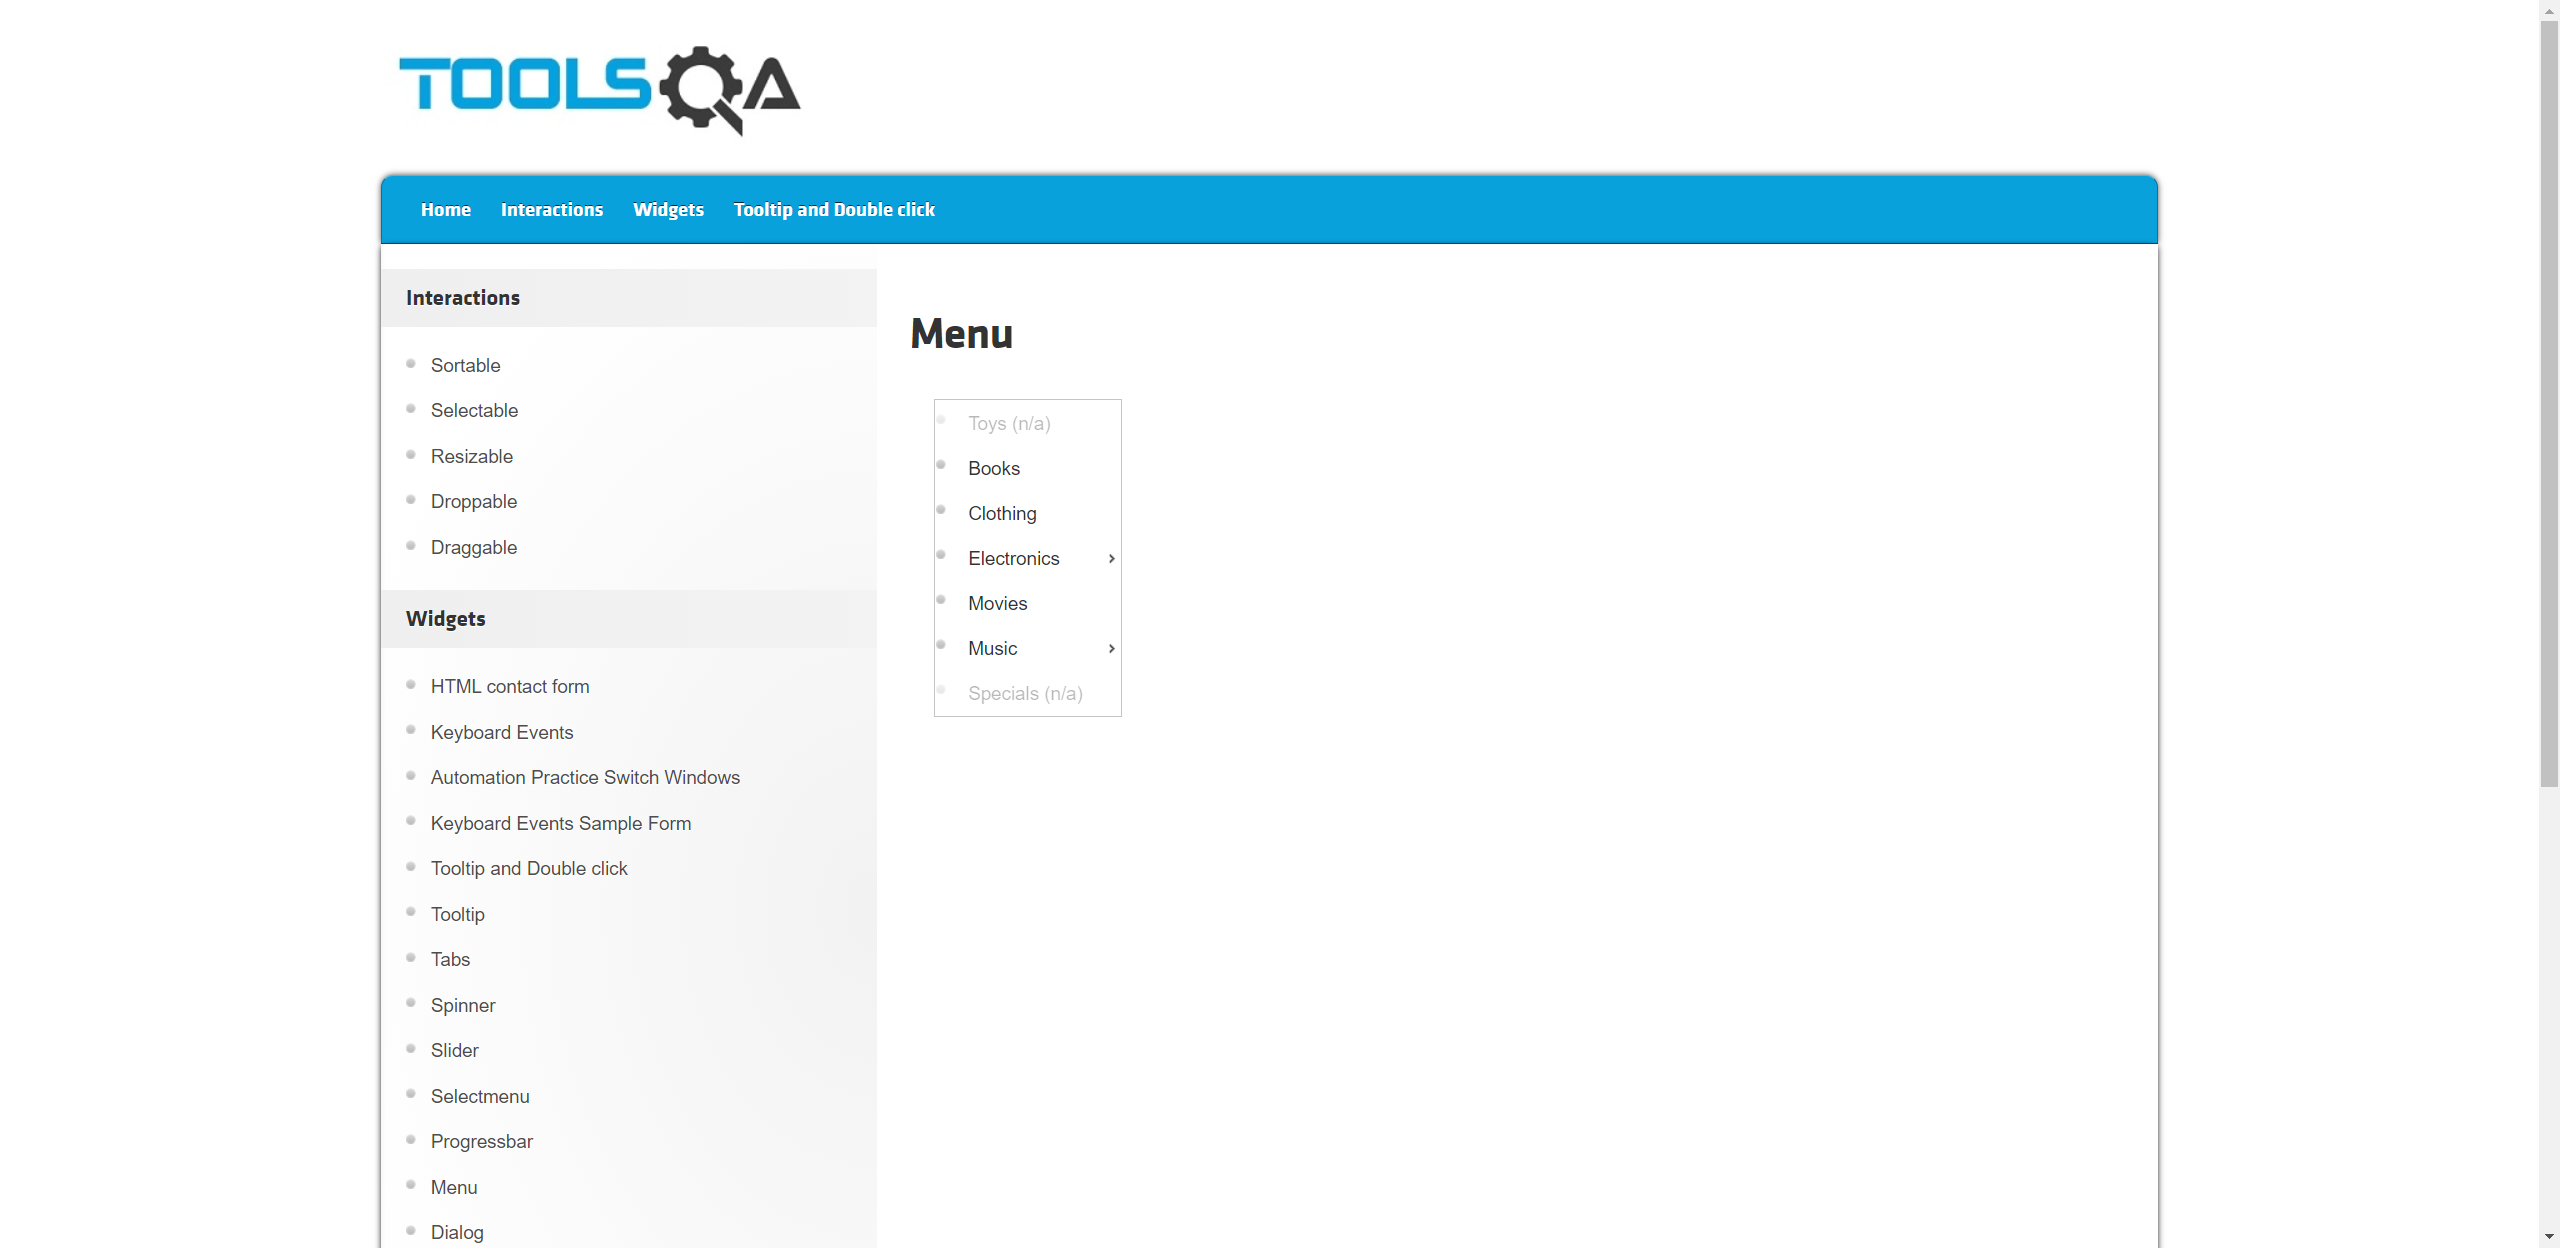 TOOLSQA
Home Interactions Widgets Tooltip and Double click
Interactions
Sortable
Selectable
Resizable
Droppable
Draggable
Widgets
HTML contact form
Keyboard Events
Automation Practice Switch Windows
Keyboard Events Sample Form
Tooltip and Double click
Tooltip
Tabs
Spinner
Slider
Selectmenu
Progressbar
Menu
Dialog
Menu
Toys (n/a)
Books
Clothing
Electronics
Movies
Music
Specials (n/a)